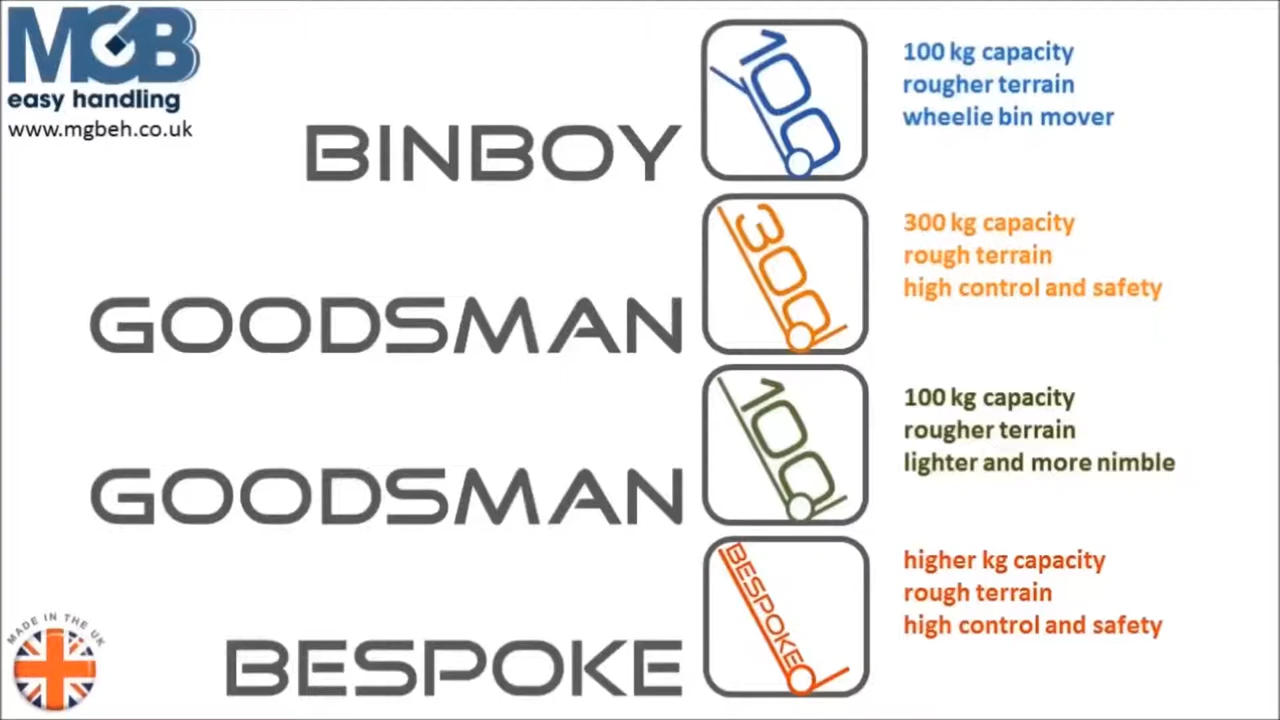 MGB
easy handling
www.mgbeh.co.uk
BINBOY
100
100 kg capacity
rougher terrain
wheelie bin mover
GOODSMAN
300
300 kg capacity
rough terrain
high control and safety
GOODSMAN
100
100 kg capacity
rougher terrain
lighter and more nimble
BESPOKE
BESPOKE
higher kg capacity
rough terrain
high control and safety
MADE IN THE UK